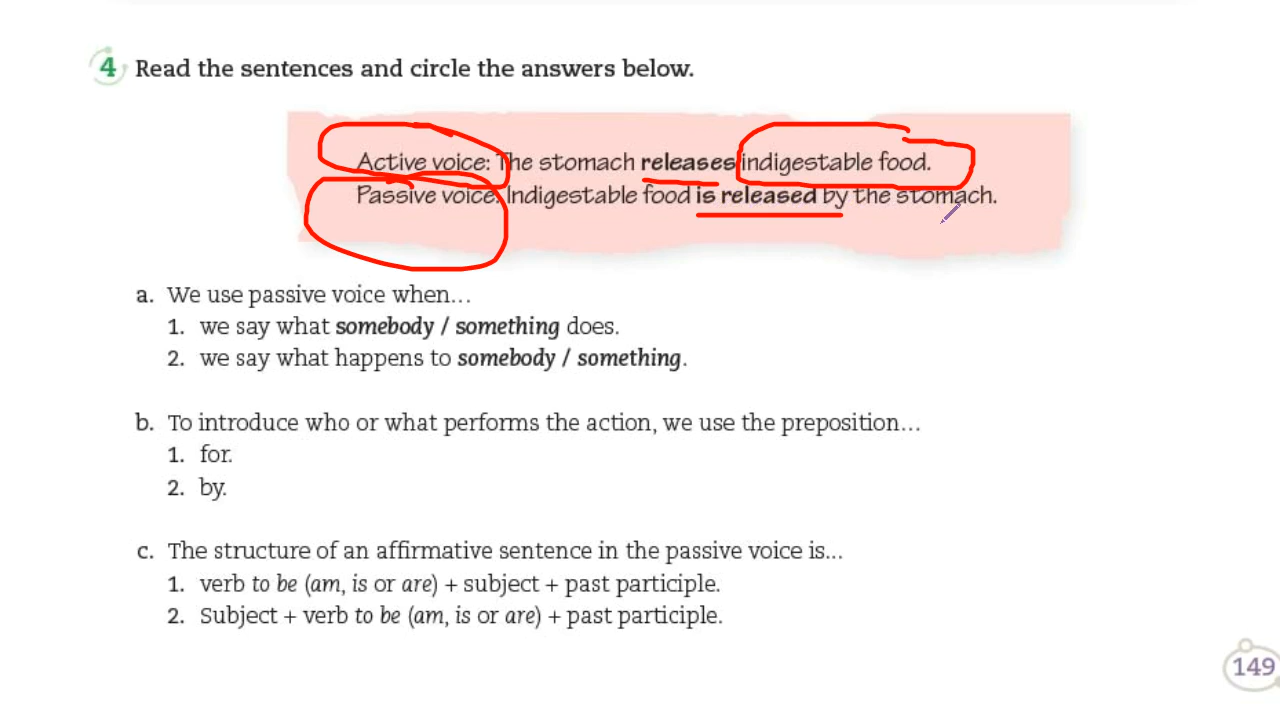 4 Read the sentences and circle the answers below.
Active voice: The stomach releases indigestable food.
Passive voice: Indigestable food is released by the stomach.
a. We use passive voice when...
1. we say what somebody / something does.
2. we say what happens to somebody / something.
b. To introduce who or what performs the action, we use the preposition...
1. for.
2. by.
c. The structure of an affirmative sentence in the passive voice is...
1. verb to be (am, is or are) + subject + past participle.
2. Subject + verb to be (am, is or are) + past participle.
149